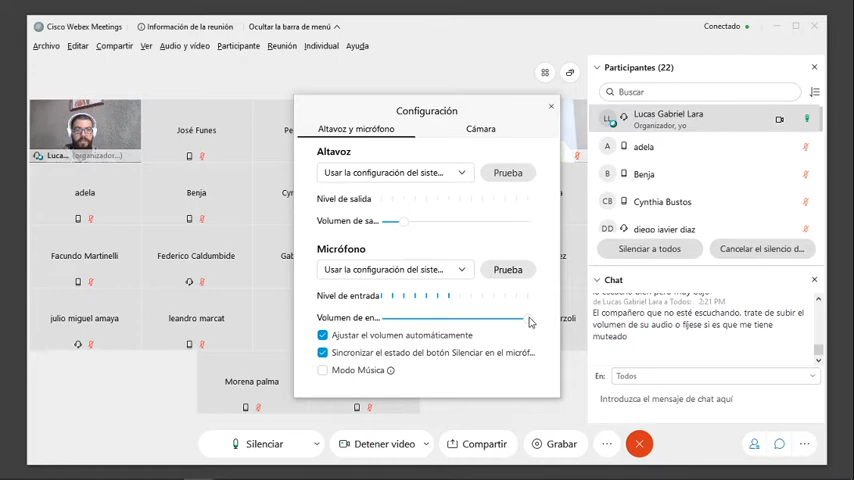 Cisco Webex Meetings
Información de la reunión
Ocultar la barra de menú
Conectado
Archivo Editar Compartir Ver Audio y vídeo Participante Reunión Individual Ayuda
Luca... (organizador...)
José Funes
adela
Benja
Facundo Martinelli
Federico Caldumbide
julio miguel amaya
leandro marcat
Morena palma
Configuración
Altavoz y micrófono
Cámara
Altavoz
Usar la configuración del siste...
Prueba
Nivel de salida
Volumen de sa...
Micrófono
Usar la configuración del siste...
Prueba
Nivel de entrada
Volumen de en...
Ajustar el volumen automáticamente
Sincronizar el estado del botón Silenciar en el micróf...
Modo Música
Participantes (22)
Buscar
LL
Lucas Gabriel Lara
Organizador, yo
A
adela
B
Benja
CB
Cynthia Bustos
DD
diego javier diaz
Silenciar a todos
Cancelar el silencio d...
Chat
de Lucas Gabriel Lara a Todos: 2:21 PM
El compañero que no esté escuchando, trate de subir el
volumen de su audio o fíjese si es que me tiene
muteado
En:
Todos
Introduzca el mensaje de chat aquí
Silenciar
Detener video
Compartir
Grabar